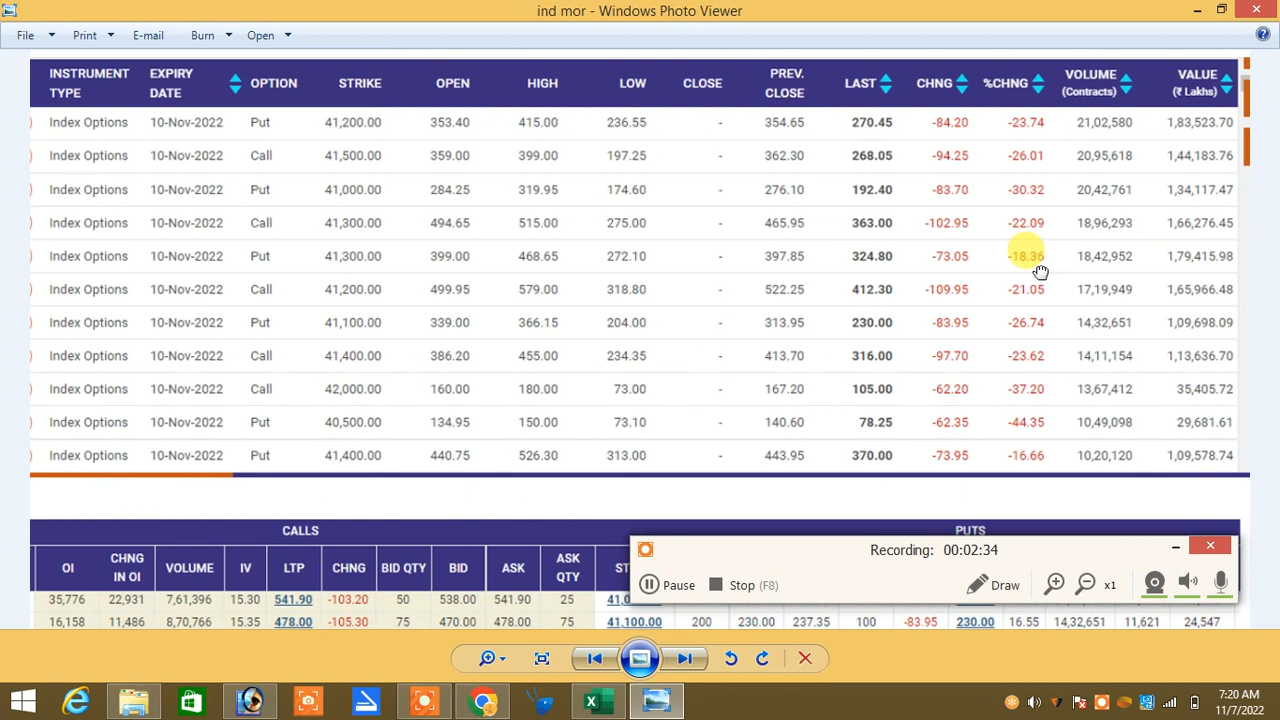 ind mor - Windows Photo Viewer
File Print E-mail Burn Open
INSTRUMENT TYPE EXPIRY DATE OPTION STRIKE OPEN HIGH LOW CLOSE PREV. CLOSE LAST CHNG %CHNG VOLUME (Contracts) VALUE (₹ Lakhs)
Index Options 10-Nov-2022 Put 41,200.00 353.40 415.00 236.55 - 354.65 270.45 -84.20 -23.74 21,02,580 1,83,523.70
Index Options 10-Nov-2022 Call 41,500.00 359.00 399.00 197.25 - 362.30 268.05 -94.25 -26.01 20,95,618 1,44,183.76
Index Options 10-Nov-2022 Put 41,000.00 284.25 319.95 174.60 - 276.10 192.40 -83.70 -30.32 20,42,761 1,34,117.47
Index Options 10-Nov-2022 Call 41,300.00 494.65 515.00 275.00 - 465.95 363.00 -102.95 -22.09 18,96,293 1,66,276.45
Index Options 10-Nov-2022 Put 41,300.00 399.00 468.65 272.10 - 397.85 324.80 -73.05 -18.36 18,42,952 1,79,415.98
Index Options 10-Nov-2022 Call 41,200.00 499.95 579.00 318.80 - 522.25 412.30 -109.95 -21.05 17,19,949 1,65,966.48
Index Options 10-Nov-2022 Put 41,100.00 339.00 366.15 204.00 - 313.95 230.00 -83.95 -26.74 14,32,651 1,09,698.09
Index Options 10-Nov-2022 Call 41,400.00 386.20 455.00 234.35 - 413.70 316.00 -97.70 -23.62 14,11,154 1,13,636.70
Index Options 10-Nov-2022 Call 42,000.00 160.00 180.00 73.00 - 167.20 105.00 -62.20 -37.20 13,67,412 35,405.72
Index Options 10-Nov-2022 Put 40,500.00 134.95 150.00 73.10 - 140.60 78.25 -62.35 -44.35 10,49,098 29,681.61
Index Options 10-Nov-2022 Put 41,400.00 440.75 526.30 313.00 - 443.95 370.00 -73.95 -16.66 10,20,120 1,09,578.74
CALLS PUTS
OI CHNG IN OI VOLUME IV LTP CHNG BID QTY BID ASK ASK QTY ST
35,776 22,931 7,61,396 15.30 541.90 -103.20 50 538.00 541.90 25 41,0
16,158 11,486 8,70,766 15.35 478.00 -105.30 75 470.00 478.00 75 41,100.00 200 230.00 237.35 100 -83.95 230.00 16.55 14,32,651 11,621 24,547
Recording: 00:02:34
Pause Stop (F8) Draw x1
7:20 AM
11/7/2022